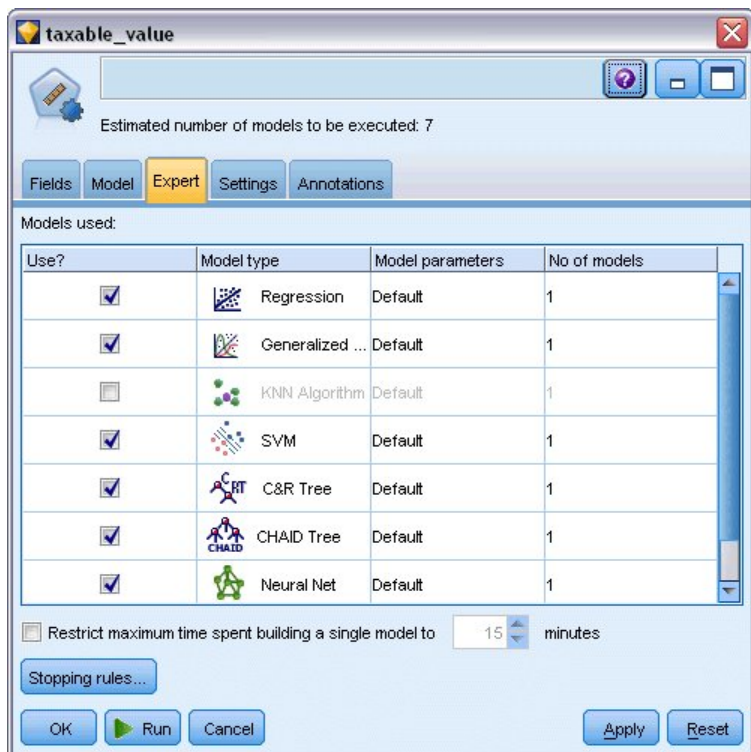 taxable_value
Estimated number of models to be executed: 7
Fields Model Expert Settings Annotations
Models used:
Use? Model type Model parameters No of models
Regression Default 1
Generalized ... Default 1
KNN Algorithm Default 1
SVM Default 1
C&R Tree Default 1
CHAID Tree Default 1
Neural Net Default 1
Restrict maximum time spent building a single model to 15 minutes
Stopping rules...
OK Run Cancel Apply Reset